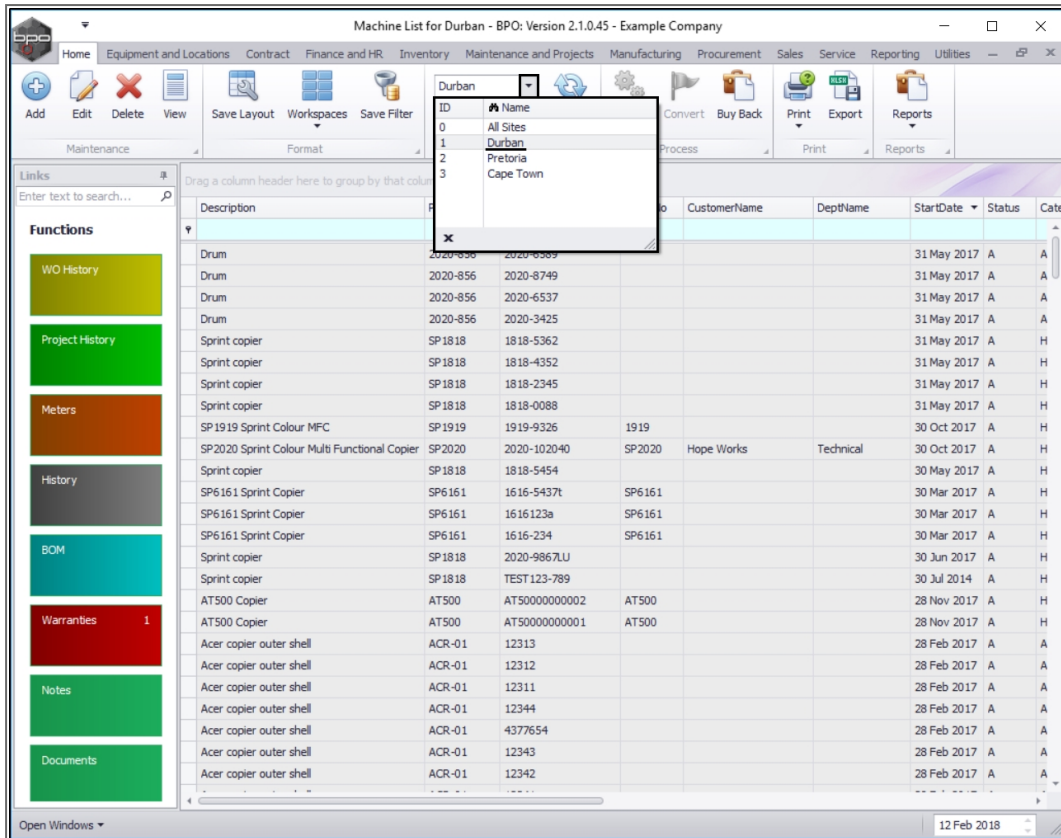 bpo
Machine List for Durban - BPO: Version 2.1.0.45 - Example Company
Home Equipment and Locations Contract Finance and HR Inventory Maintenance and Projects Manufacturing Procurement Sales Service Reporting Utilities
Add Edit Delete View Save Layout Workspaces Save Filter Durban Convert Buy Back Print Export Reports
Maintenance Format Process Print Reports
ID Name
0 All Sites
1 Durban
2 Pretoria
3 Cape Town
Links
Enter text to search...
Functions
WO History
Project History
Meters
History
BOM
Warranties 1
Notes
Documents
Drag a column header here to group by that
Description CustomerName DeptName StartDate Status
Drum 31 May 2017 A A
Drum 2020-856 2020-8749 31 May 2017 A A
Drum 2020-856 2020-6537 31 May 2017 A A
Drum 2020-856 2020-3425 31 May 2017 A A
Sprint copier SP1818 1818-5362 31 May 2017 A H
Sprint copier SP1818 1818-4352 31 May 2017 A H
Sprint copier SP1818 1818-2345 31 May 2017 A H
Sprint copier SP1818 1818-0088 31 May 2017 A H
SP1919 Sprint Colour MFC SP1919 1919-9326 1919 30 Oct 2017 A H
SP2020 Sprint Colour Multi Functional Copier SP2020 2020-102040 SP2020 Hope Works Technical 30 Oct 2017 A H
Sprint copier SP1818 1818-5454 30 May 2017 A H
SP6161 Sprint Copier SP6161 1616-5437t SP6161 30 Mar 2017 A H
SP6161 Sprint Copier SP6161 1616123a SP6161 30 Mar 2017 A H
SP6161 Sprint Copier SP6161 1616-234 SP6161 30 Mar 2017 A H
Sprint copier SP1818 2020-9867LU 30 Jun 2017 A H
Sprint copier SP1818 TEST123-789 30 Jul 2014 A H
AT500 Copier AT500 AT50000000002 AT500 28 Nov 2017 A H
AT500 Copier AT500 AT50000000001 AT500 28 Nov 2017 A H
Acer copier outer shell ACR-01 12313 28 Feb 2017 A A
Acer copier outer shell ACR-01 12312 28 Feb 2017 A A
Acer copier outer shell ACR-01 12311 28 Feb 2017 A A
Acer copier outer shell ACR-01 12344 28 Feb 2017 A A
Acer copier outer shell ACR-01 4377654 28 Feb 2017 A A
Acer copier outer shell ACR-01 12343 28 Feb 2017 A A
Acer copier outer shell ACR-01 12342 28 Feb 2017 A A
Open Windows 12 Feb 2018